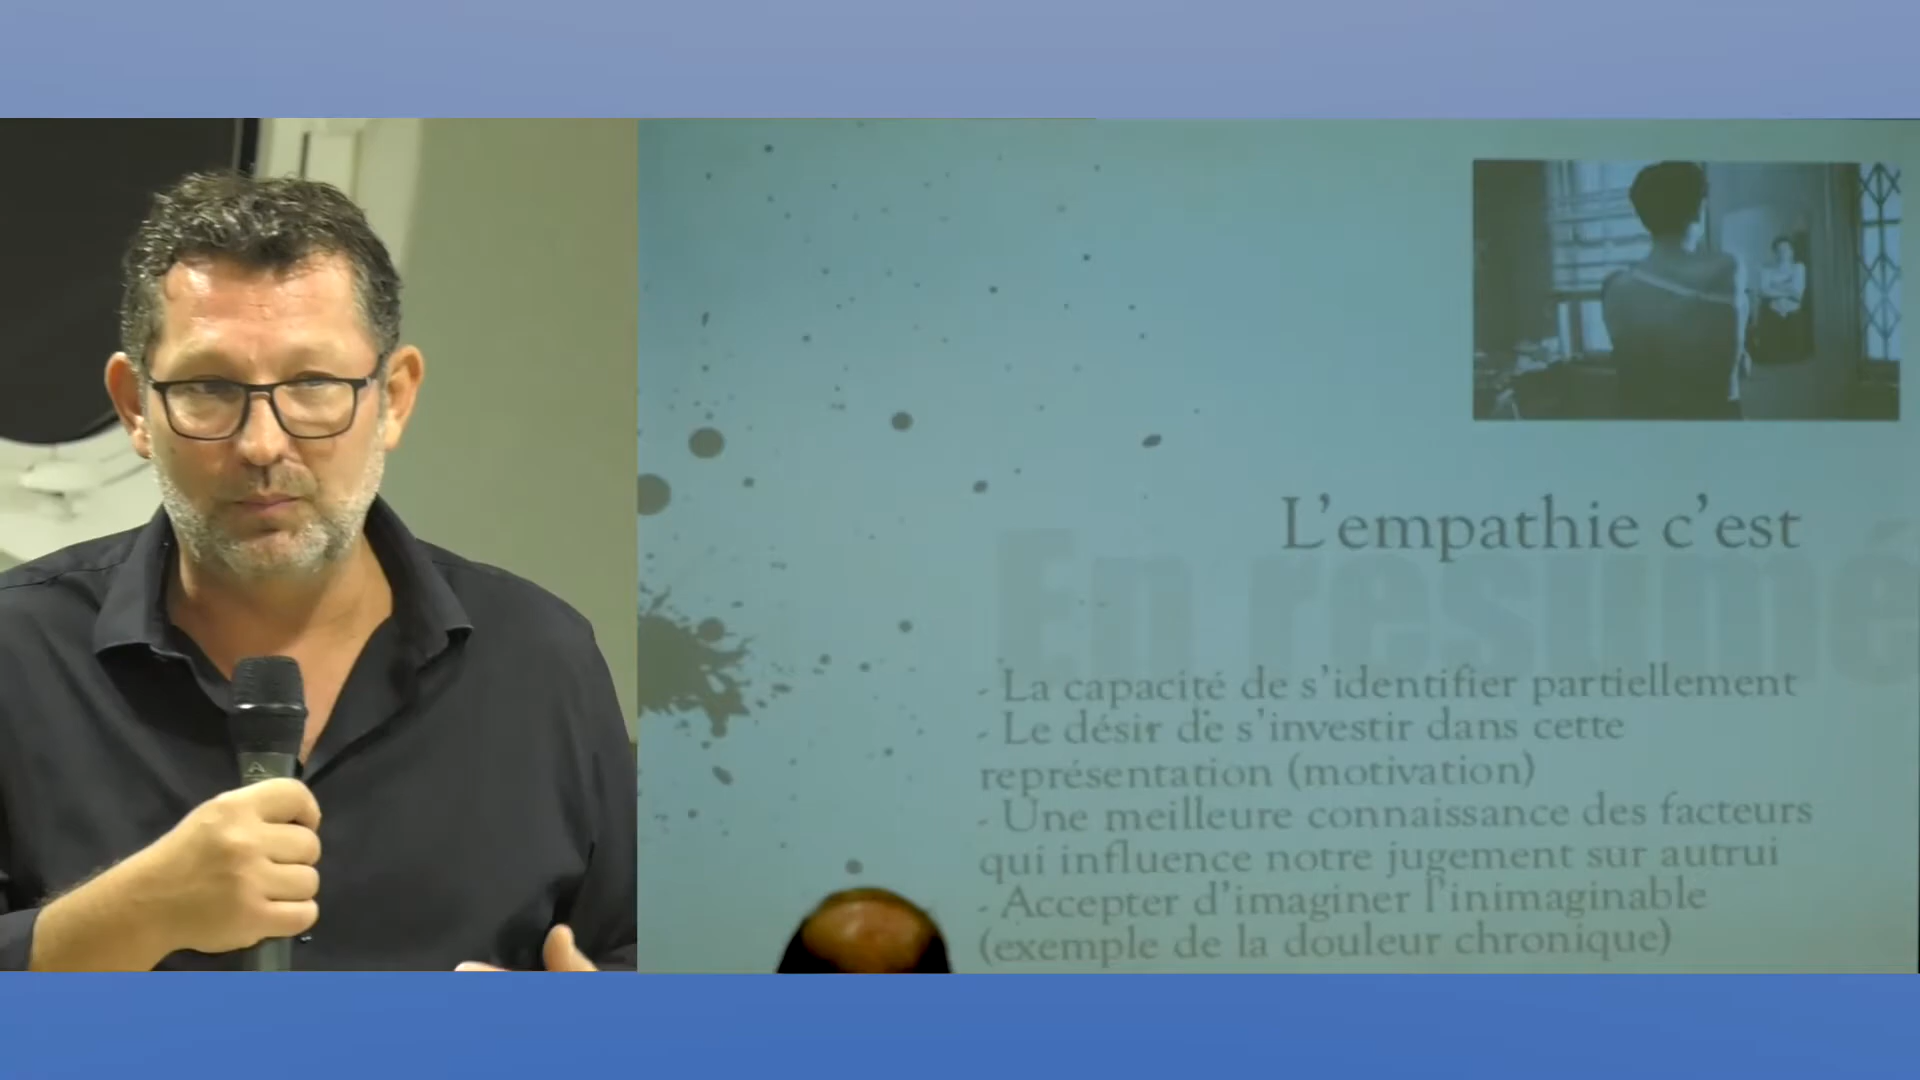 L'empathie c'est
En résumé
- La capacité de s'identifier partiellement
- Le désir de s'investir dans cette
représentation (motivation)
- Une meilleure connaissance des facteurs
qui influence notre jugement sur autrui
- Accepter d'imaginer l'inimaginable
(exemple de la douleur chronique)